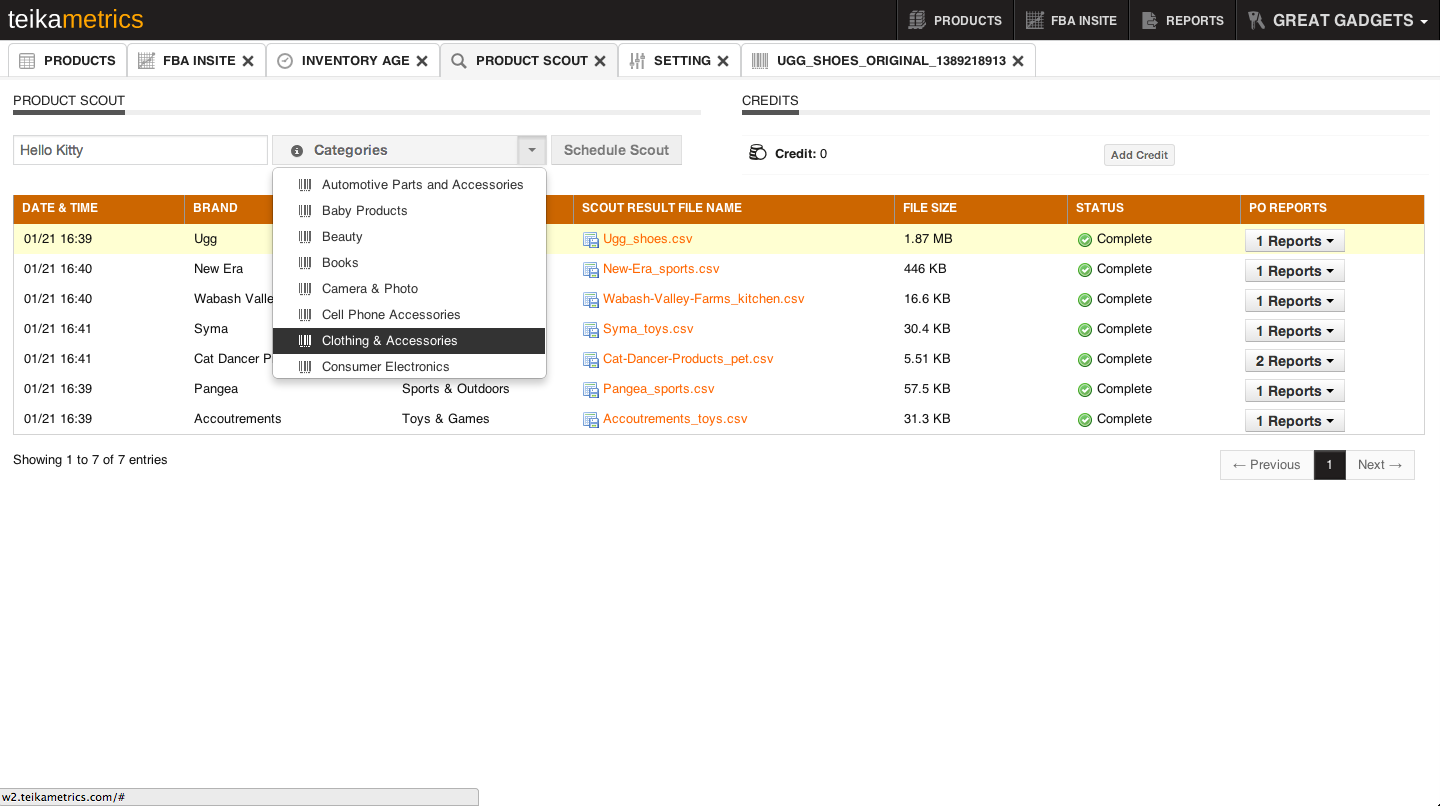 teikametrics
PRODUCTS FBA INSITE REPORTS GREAT GADGETS
PRODUCTS FBA INSITE INVENTORY AGE PRODUCT SCOUT SETTING UGG_SHOES_ORIGINAL_1389218913
PRODUCT SCOUT
CREDITS
Hello Kitty Categories Schedule Scout
Credit: 0 Add Credit
Automotive Parts and Accessories
Baby Products
Beauty
Books
Camera & Photo
Cell Phone Accessories
Clothing & Accessories
Consumer Electronics
DATE & TIME BRAND SCOUT RESULT FILE NAME FILE SIZE STATUS PO REPORTS
01/21 16:39 Ugg Ugg_shoes.csv 1.87 MB Complete 1 Reports
01/21 16:40 New Era New-Era_sports.csv 446 KB Complete 1 Reports
01/21 16:40 Wabash Valle Wabash-Valley-Farms_kitchen.csv 16.6 KB Complete 1 Reports
01/21 16:41 Syma Syma_toys.csv 30.4 KB Complete 1 Reports
01/21 16:41 Cat Dancer P Cat-Dancer-Products_pet.csv 5.51 KB Complete 2 Reports
01/21 16:39 Pangea Sports & Outdoors Pangea_sports.csv 57.5 KB Complete 1 Reports
01/21 16:39 Accoutrements Toys & Games Accoutrements_toys.csv 31.3 KB Complete 1 Reports
Showing 1 to 7 of 7 entries
← Previous 1 Next →
w2.teikametrics.com/#